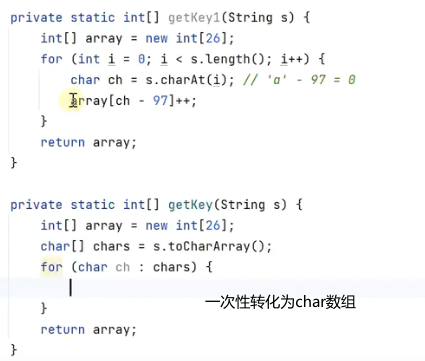 private static int[] getKey1(String s) {
    int[] array = new int[26];
    for (int i = 0; i < s.length(); i++) {
        char ch = s.charAt(i); // 'a' - 97 = 0
        array[ch - 97]++;
    }
    return array;
}
private static int[] getKey(String s) {
    int[] array = new int[26];
    char[] chars = s.toCharArray();
    for (char ch : chars) {
一次性转化为char数组
    }
    return array;
}